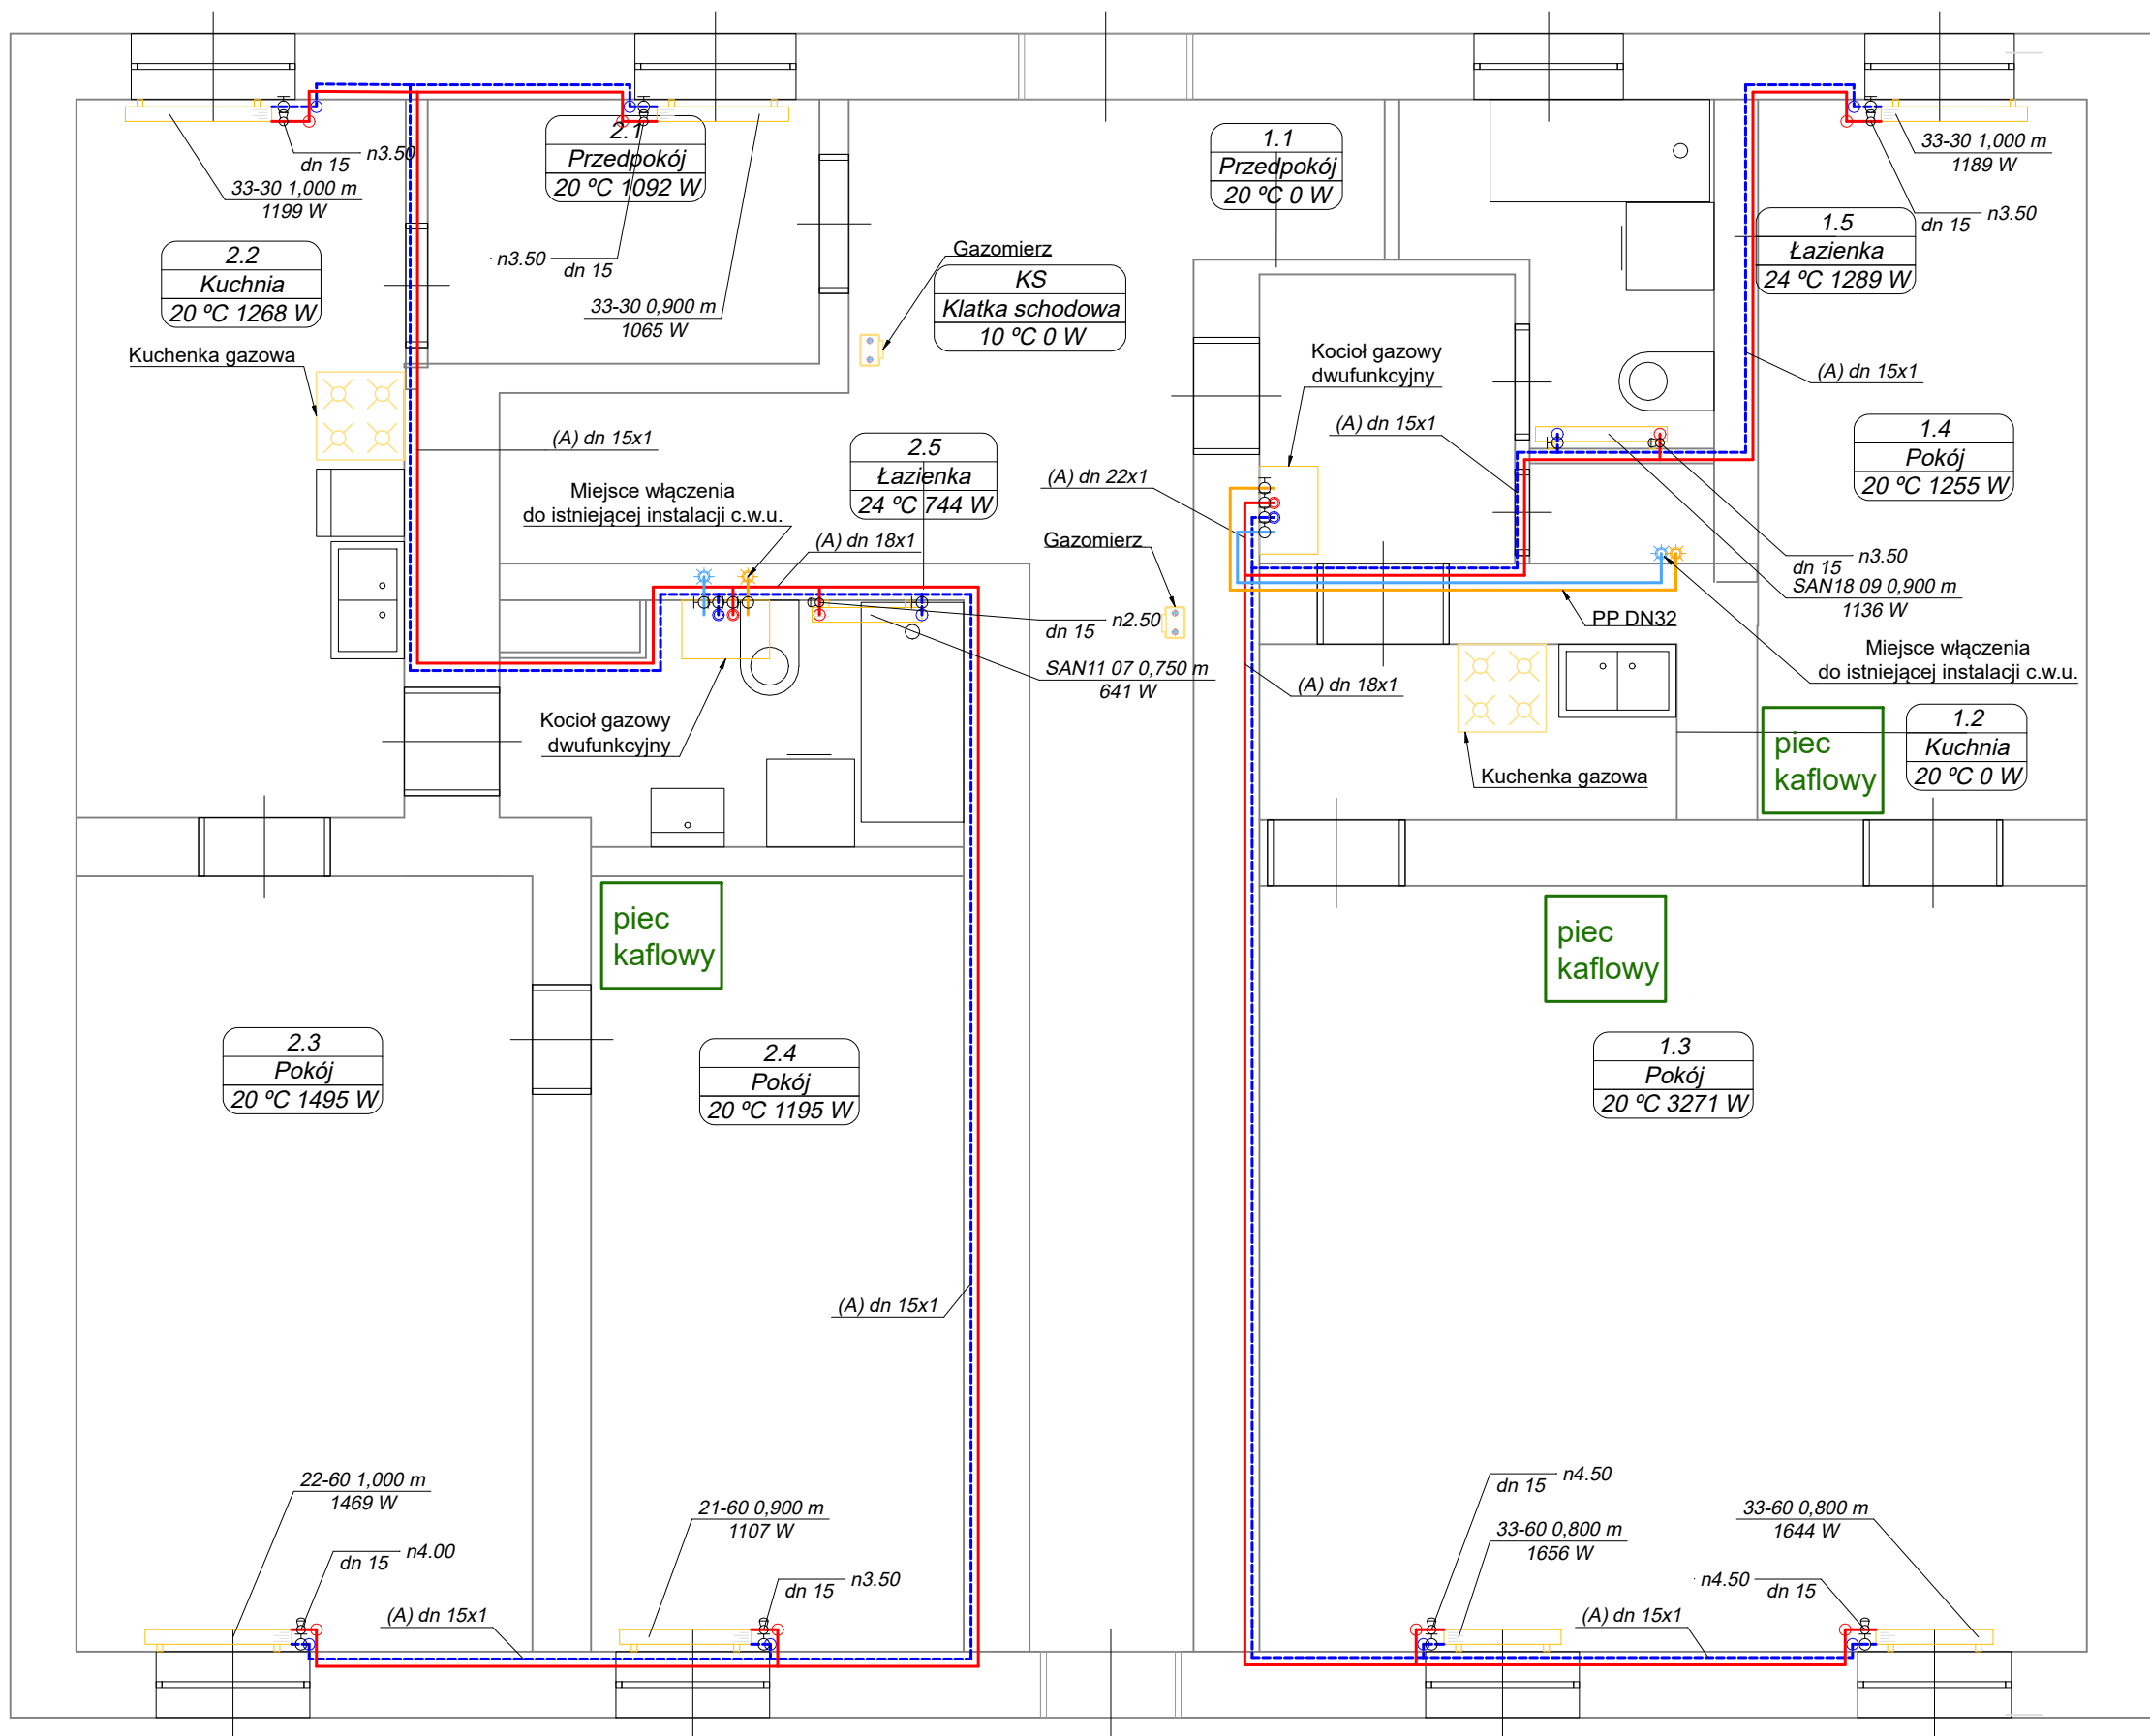 2.1
Przedpokój
20 ºC 1092 W
1.1
Przedpokój
20 ºC 0 W
n3.50
dn 15
33-30 1,000 m
1199 W
33-30 1,000 m
1189 W
n3.50
dn 15
1.5
Łazienka
24 ºC 1289 W
2.2
Kuchnia
20 ºC 1268 W
n3.50
dn 15
33-30 0,900 m
1065 W
Gazomierz
KS
Klatka schodowa
10 ºC 0 W
Kuchenka gazowa
Kocioł gazowy
dwufunkcyjny
(A) dn 15x1
(A) dn 15x1
(A) dn 15x1
1.4
Pokój
20 ºC 1255 W
2.5
Łazienka
24 ºC 744 W
(A) dn 22x1
Miejsce włączenia
do istniejącej instalacji c.w.u.
(A) dn 18x1
Gazomierz
n3.50
dn 15
SAN18 09 0,900 m
1136 W
n2.50
dn 15
PP DN32
SAN11 07 0,750 m
641 W
(A) dn 18x1
Miejsce włączenia
do istniejącej instalacji c.w.u.
Kocioł gazowy
dwufunkcyjny
Kuchenka gazowa
piec
kaflowy
1.2
Kuchnia
20 ºC 0 W
piec
kaflowy
piec
kaflowy
2.3
Pokój
20 ºC 1495 W
2.4
Pokój
20 ºC 1195 W
1.3
Pokój
20 ºC 3271 W
(A) dn 15x1
22-60 1,000 m
1469 W
n4.00
dn 15
(A) dn 15x1
21-60 0,900 m
1107 W
n3.50
dn 15
n4.50
dn 15
33-60 0,800 m
1656 W
33-60 0,800 m
1644 W
n4.50
dn 15
(A) dn 15x1